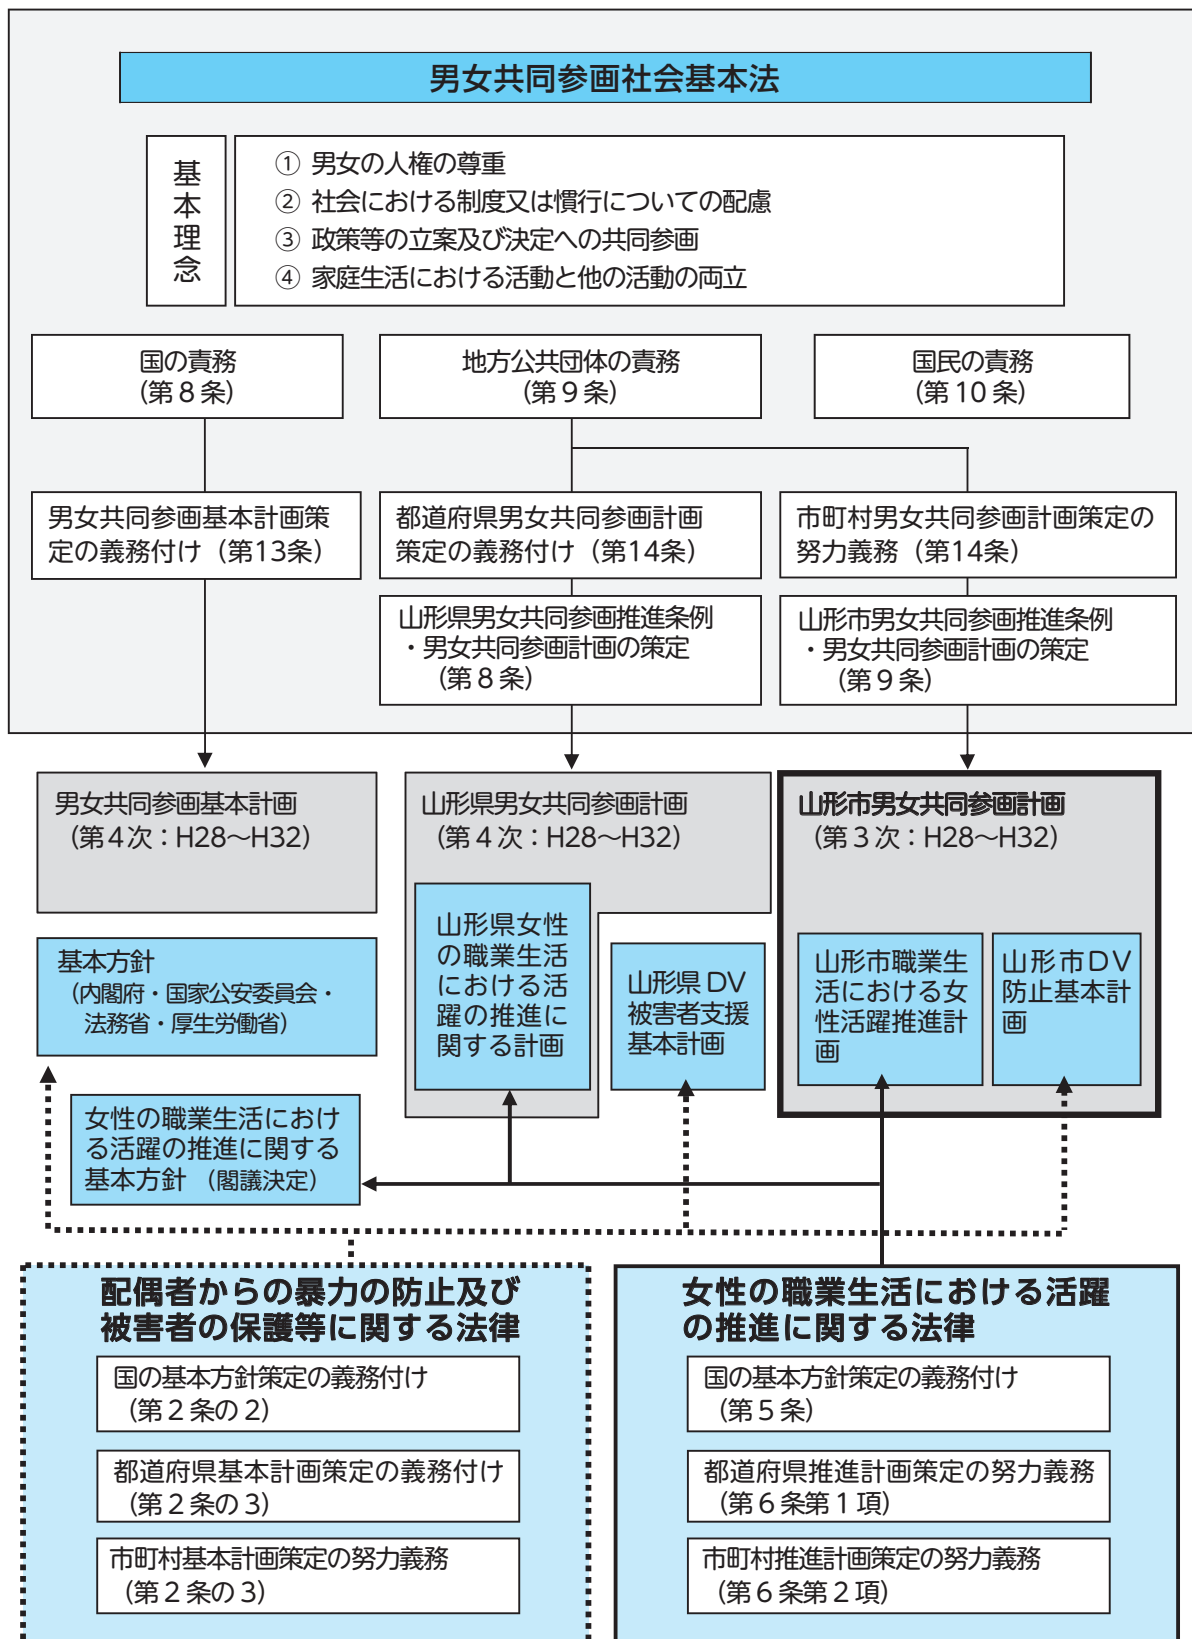 男女共同参画社会基本法
基本理念
① 男女の人権の尊重
② 社会における制度又は慣行についての配慮
③ 政策等の立案及び決定への共同参画
④ 家庭生活における活動と他の活動の両立
国の責務
（第８条）
地方公共団体の責務
（第９条）
国民の責務
（第10条）
男女共同参画基本計画策
定の義務付け（第13条）
都道府県男女共同参画計画
策定の義務付け（第14条）
市町村男女共同参画計画策定の
努力義務（第14条）
山形県男女共同参画推進条例
・男女共同参画計画の策定
（第８条）
山形市男女共同参画推進条例
・男女共同参画計画の策定
（第９条）
男女共同参画基本計画
（第４次：H28～H32）
山形県男女共同参画計画
（第４次：H28～H32）
山形市男女共同参画計画
（第３次：H28～H32）
基本方針
（内閣府・国家公安委員会・
法務省・厚生労働省）
山形県女性
の職業生活
における活
躍の推進に
関する計画
山形県 DV
被害者支援
基本計画
山形市職業生
活における女
性活躍推進計
画
山形市ＤＶ
防止基本計
画
女性の職業生活におけ
る活躍の推進に関する
基本方針 （閣議決定）
配偶者からの暴力の防止及び
被害者の保護等に関する法律
国の基本方針策定の義務付け
（第２条の２）
都道府県基本計画策定の義務付け
（第２条の３）
市町村基本計画策定の努力義務
（第２条の３）
女性の職業生活における活躍
の推進に関する法律
国の基本方針策定の義務付け
（第５条）
都道府県推進計画策定の努力義務
（第６条第１項）
市町村推進計画策定の努力義務
（第６条第２項）